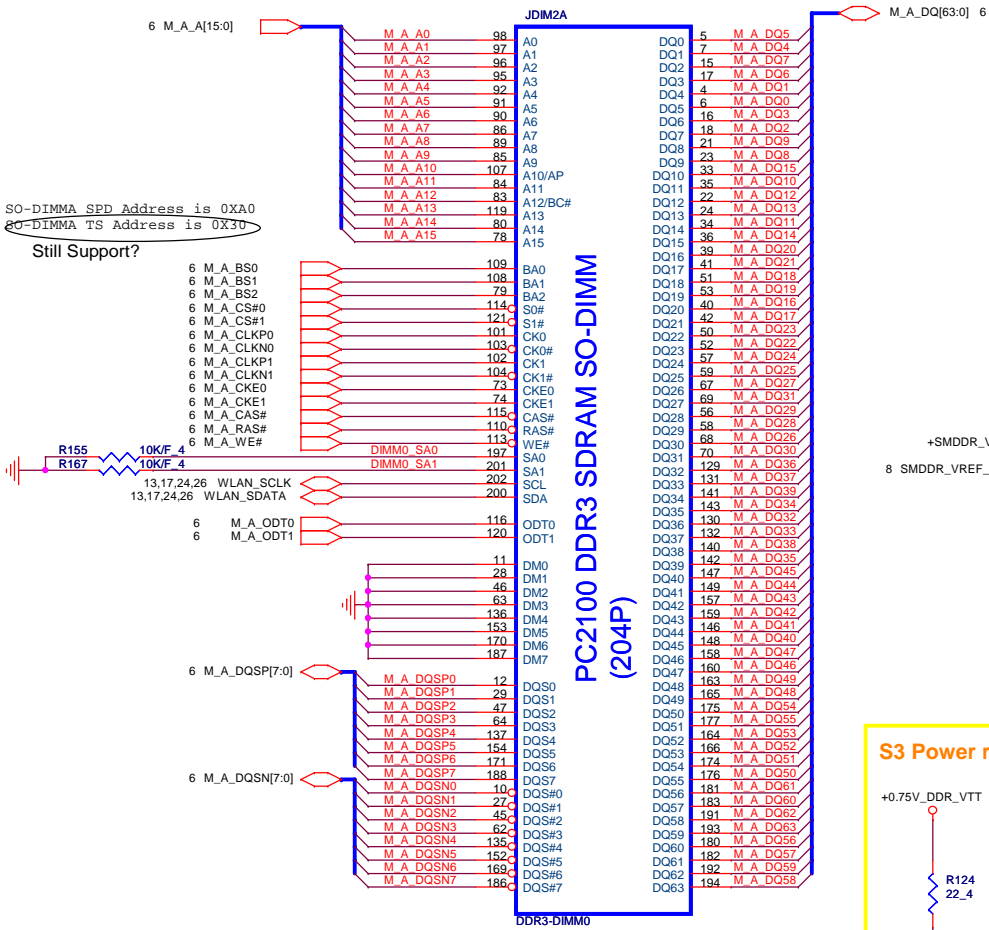 JDIM2A
6 M_A_A[15:0]
M_A_A0 98 A0
M_A_A1 97 A1
M_A_A2 96 A2
M_A_A3 95 A3
M_A_A4 92 A4
M_A_A5 91 A5
M_A_A6 90 A6
M_A_A7 86 A7
M_A_A8 89 A8
M_A_A9 85 A9
M_A_A10 107 A10/AP
M_A_A11 84 A11
M_A_A12 83 A12/BC#
M_A_A13 119 A13
M_A_A14 80 A14
M_A_A15 78 A15
SO-DIMMA SPD Address is 0XA0
SO-DIMMA TS Address is 0X30
Still Support?
6 M_A_BS0 109 BA0
6 M_A_BS1 108 BA1
6 M_A_BS2 79 BA2
6 M_A_CS#0 114 S0#
6 M_A_CS#1 121 S1#
6 M_A_CLKP0 101 CK0
6 M_A_CLKN0 103 CK0#
6 M_A_CLKP1 102 CK1
6 M_A_CLKN1 104 CK1#
6 M_A_CKE0 73 CKE0
6 M_A_CKE1 74 CKE1
6 M_A_CAS# 115 CAS#
6 M_A_RAS# 110 RAS#
6 M_A_WE# 113 WE#
R155 10K/F_4 DIMM0_SA0 197 SA0
R167 10K/F_4 DIMM0_SA1 201 SA1
13,17,24,26 WLAN_SCLK 202 SCL
13,17,24,26 WLAN_SDATA 200 SDA
6 M_A_ODT0 116 ODT0
6 M_A_ODT1 120 ODT1
11 DM0
28 DM1
46 DM2
63 DM3
136 DM4
153 DM5
170 DM6
187 DM7
6 M_A_DQSP[7:0]
M_A_DQSP0 12 DQS0
M_A_DQSP1 29 DQS1
M_A_DQSP2 47 DQS2
M_A_DQSP3 64 DQS3
M_A_DQSP4 137 DQS4
M_A_DQSP5 154 DQS5
M_A_DQSP6 171 DQS6
M_A_DQSP7 188 DQS7
6 M_A_DQSN[7:0]
M_A_DQSN0 10 DQS#0
M_A_DQSN1 27 DQS#1
M_A_DQSN2 45 DQS#2
M_A_DQSN3 62 DQS#3
M_A_DQSN4 135 DQS#4
M_A_DQSN5 152 DQS#5
M_A_DQSN6 169 DQS#6
M_A_DQSN7 186 DQS#7
PC2100 DDR3 SDRAM SO-DIMM
(204P)
DDR3-DIMM0
M_A_DQ[63:0] 6
DQ0 5 M_A_DQ5
DQ1 7 M_A_DQ4
DQ2 15 M_A_DQ7
DQ3 17 M_A_DQ6
DQ4 4 M_A_DQ1
DQ5 6 M_A_DQ0
DQ6 16 M_A_DQ3
DQ7 18 M_A_DQ2
DQ8 21 M_A_DQ9
DQ9 23 M_A_DQ8
DQ10 33 M_A_DQ15
DQ11 35 M_A_DQ10
DQ12 22 M_A_DQ12
DQ13 24 M_A_DQ13
DQ14 34 M_A_DQ11
DQ15 36 M_A_DQ14
DQ16 39 M_A_DQ20
DQ17 41 M_A_DQ21
DQ18 51 M_A_DQ18
DQ19 53 M_A_DQ19
DQ20 40 M_A_DQ16
DQ21 42 M_A_DQ17
DQ22 50 M_A_DQ23
DQ23 52 M_A_DQ22
DQ24 57 M_A_DQ24
DQ25 59 M_A_DQ25
DQ26 67 M_A_DQ27
DQ27 69 M_A_DQ31
DQ28 56 M_A_DQ29
DQ29 58 M_A_DQ28
DQ30 68 M_A_DQ26
DQ31 70 M_A_DQ30
DQ32 129 M_A_DQ36
DQ33 131 M_A_DQ37
DQ34 141 M_A_DQ39
DQ35 143 M_A_DQ34
DQ36 130 M_A_DQ32
DQ37 132 M_A_DQ33
DQ38 140 M_A_DQ38
DQ39 142 M_A_DQ35
DQ40 147 M_A_DQ45
DQ41 149 M_A_DQ44
DQ42 157 M_A_DQ43
DQ43 159 M_A_DQ42
DQ44 146 M_A_DQ41
DQ45 148 M_A_DQ40
DQ46 158 M_A_DQ47
DQ47 160 M_A_DQ46
DQ48 163 M_A_DQ49
DQ49 165 M_A_DQ48
DQ50 175 M_A_DQ54
DQ51 177 M_A_DQ55
DQ52 164 M_A_DQ53
DQ53 166 M_A_DQ52
DQ54 174 M_A_DQ51
DQ55 176 M_A_DQ50
DQ56 181 M_A_DQ61
DQ57 183 M_A_DQ60
DQ58 191 M_A_DQ62
DQ59 193 M_A_DQ63
DQ60 180 M_A_DQ56
DQ61 182 M_A_DQ57
DQ62 192 M_A_DQ59
DQ63 194 M_A_DQ58
+SMDDR_V
8 SMDDR_VREF_
S3 Power r
+0.75V_DDR_VTT
R124
22_4